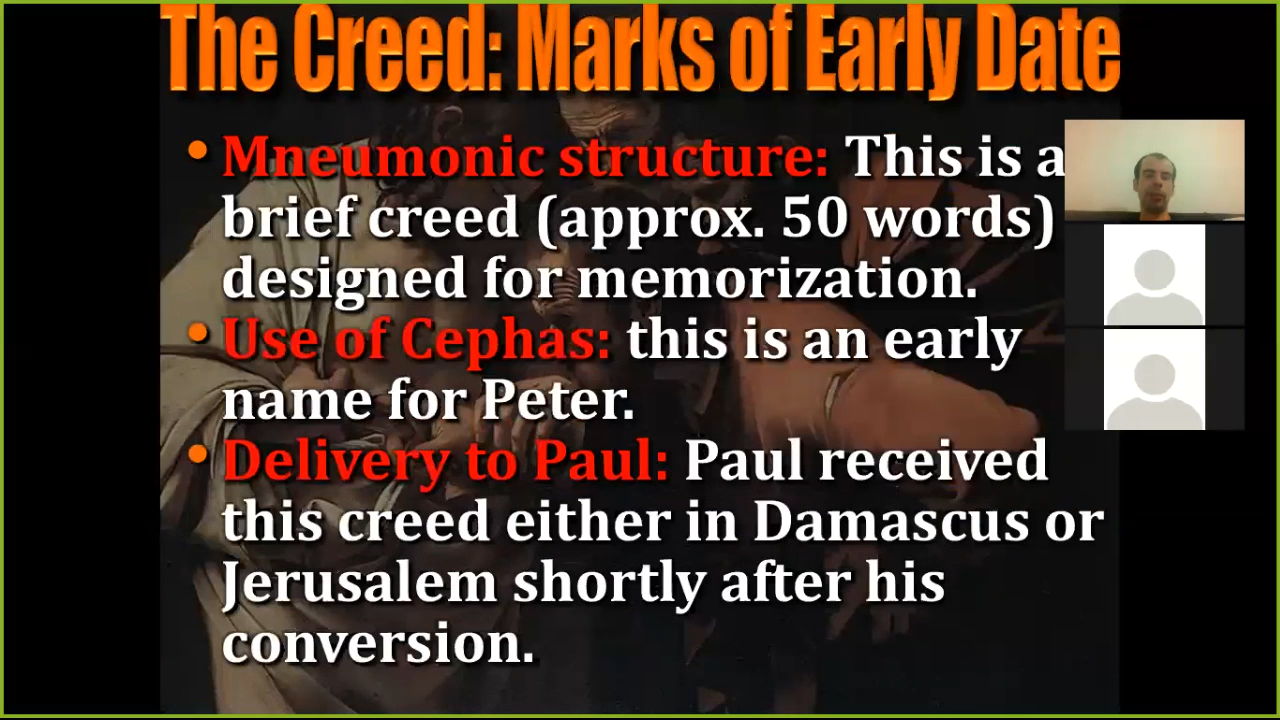 The Creed: Marks of Early Date
• Mneumonic structure: This is a
brief creed (approx. 50 words)
designed for memorization.
• Use of Cephas: this is an early
name for Peter.
• Delivery to Paul: Paul received
this creed either in Damascus or
Jerusalem shortly after his
conversion.